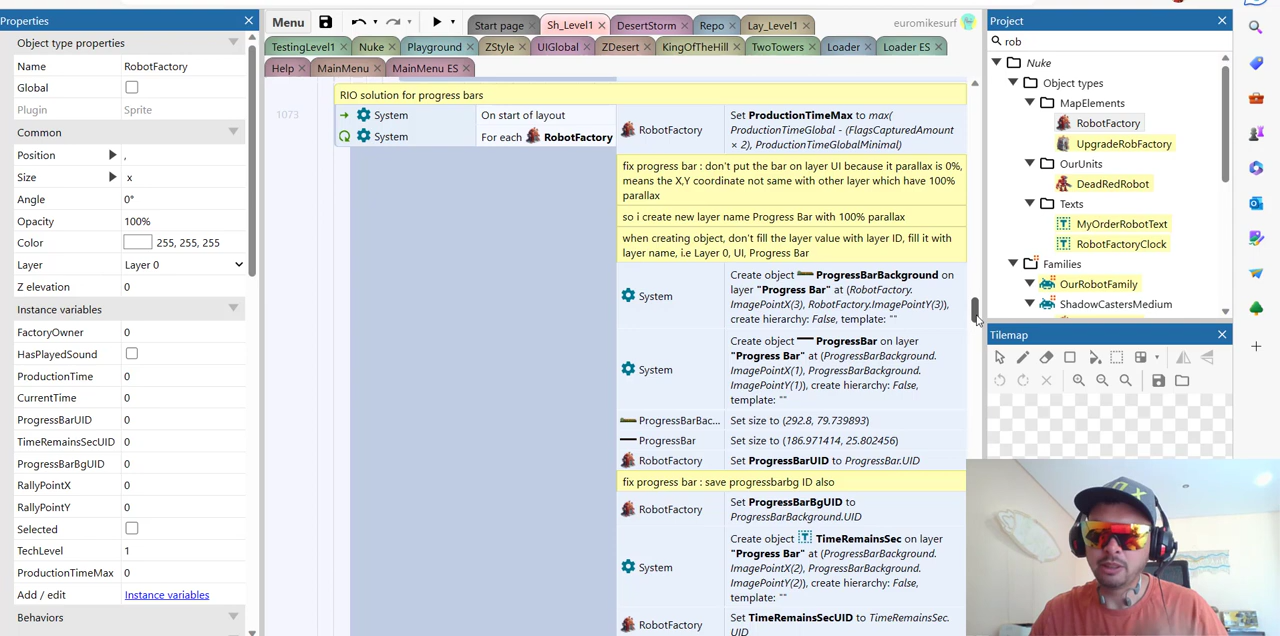 Properties
Object type properties
Name RobotFactory
Global
Plugin Sprite
Common
Position ,
Size x
Angle 0°
Opacity 100%
Color 255, 255, 255
Layer Layer 0
Z elevation 0
Instance variables
FactoryOwner 0
HasPlayedSound
ProductionTime 0
CurrentTime 0
ProgressBarUID 0
TimeRemainsSecUID 0
ProgressBarBgUID 0
RallyPointX 0
RallyPointY 0
Selected
TechLevel 1
ProductionTimeMax 0
Add / edit Instance variables
Behaviors
Menu
Start page Sh_Level1 DesertStorm Repo Lay_Level1
euromikesurf
TestingLevel1 Nuke Playground ZStyle UIGlobal ZDesert KingOfTheHill TwoTowers Loader Loader ES
Help MainMenu MainMenu ES
RIO solution for progress bars
1073
System On start of layout
System For each RobotFactory
RobotFactory
Set ProductionTimeMax to max(
ProductionTimeGlobal - (FlagsCapturedAmount
× 2), ProductionTimeGlobalMinimal)
fix progress bar : don't put the bar on layer UI because it parallax is 0%,
means the X,Y coordinate not same with other layer which have 100%
parallax
so i create new layer name Progress Bar with 100% parallax
when creating object, don't fill the layer value with layer ID, fill it with
layer name, i.e Layer 0, UI, Progress Bar
System
Create object ProgressBarBackground on
layer "Progress Bar" at (RobotFactory.
ImagePointX(3), RobotFactory.ImagePointY(3)),
create hierarchy: False, template: ""
System
Create object ProgressBar on layer
"Progress Bar" at (ProgressBarBackground.
ImagePointX(1), ProgressBarBackground.
ImagePointY(1)), create hierarchy: False,
template: ""
ProgressBarBac... Set size to (292.8, 79.739893)
ProgressBar Set size to (186.971414, 25.802456)
RobotFactory Set ProgressBarUID to ProgressBar.UID
fix progress bar : save progressbarbg ID also
RobotFactory
Set ProgressBarBgUID to
ProgressBarBackground.UID
System
Create object TimeRemainsSec on layer
"Progress Bar" at (ProgressBarBackground.
ImagePointX(2), ProgressBarBackground.
ImagePointY(2)), create hierarchy: False,
template: ""
RobotFactory
Set TimeRemainsSecUID to TimeRemainsSec.
UID
Project
rob
Nuke
Object types
MapElements
RobotFactory
UpgradeRobFactory
OurUnits
DeadRedRobot
Texts
MyOrderRobotText
RobotFactoryClock
Families
OurRobotFamily
ShadowCastersMedium
Tilemap